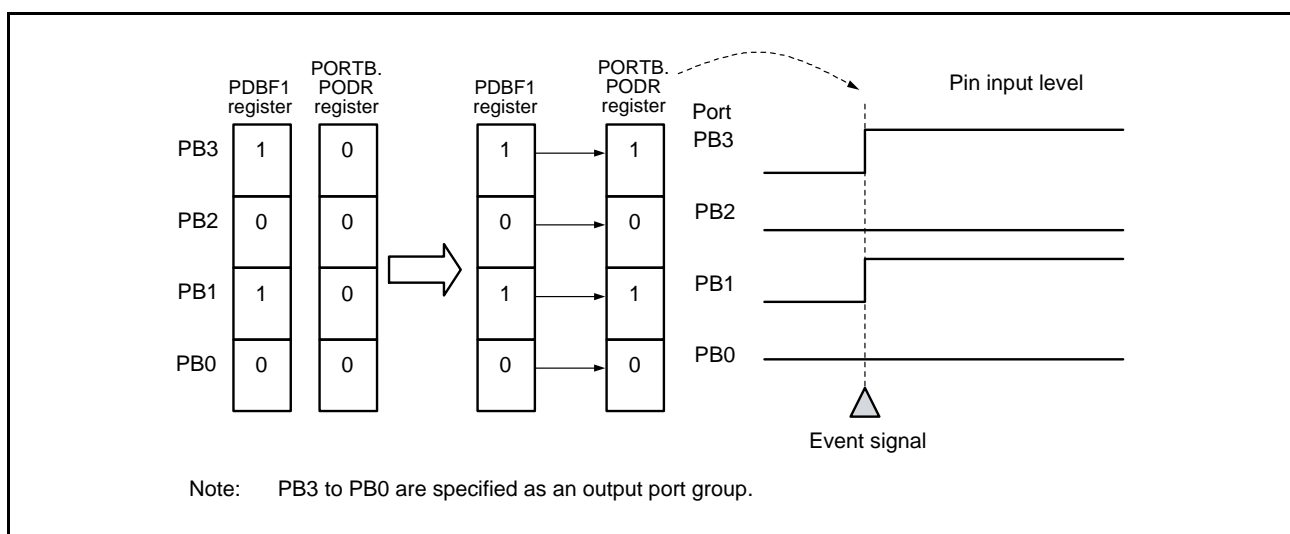 PDBF1
register
PORTB.
PODR
register
PDBF1
register
PORTB.
PODR
register
Pin input level
Port
PB3 1 0 1 1 PB3
PB2 0 0 0 0 PB2
PB1 1 0 1 1 PB1
PB0 0 0 0 0 PB0
Event signal
Note: PB3 to PB0 are specified as an output port group.